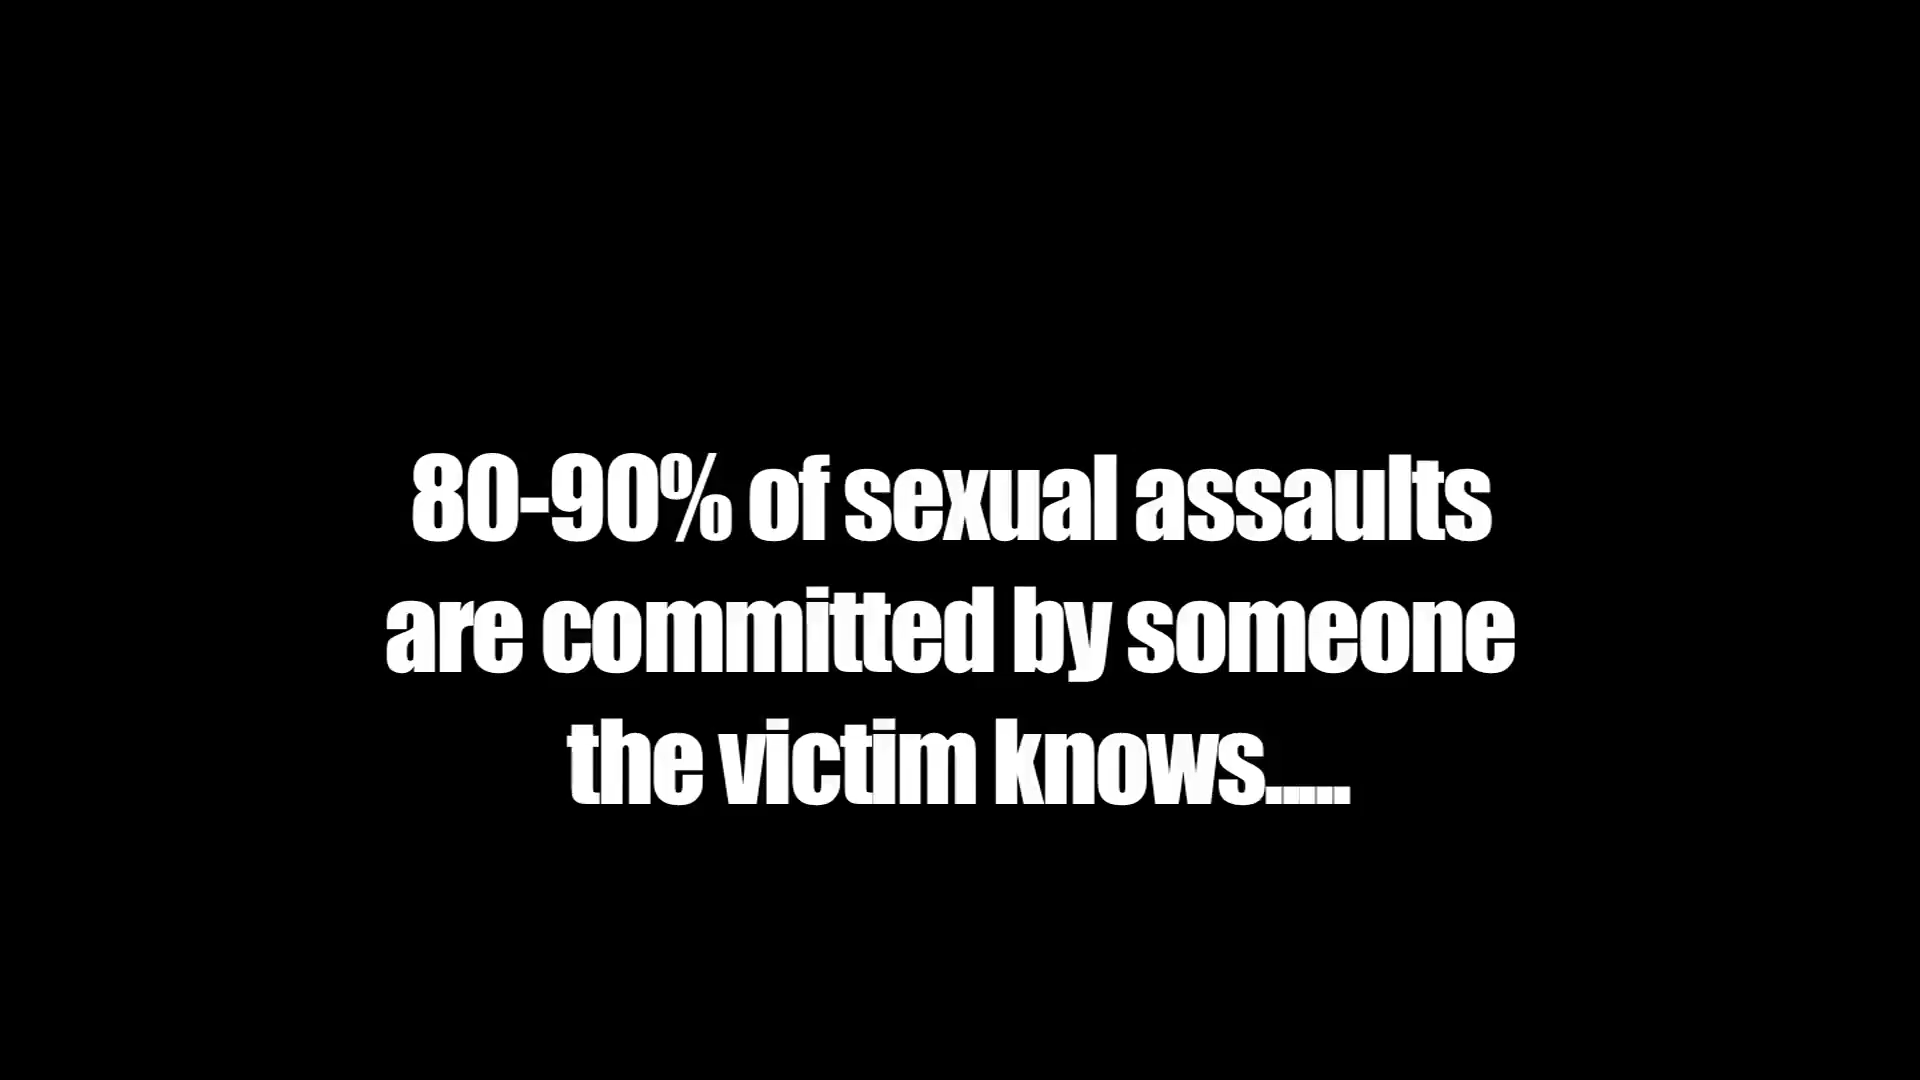 80-90% of sexual assaults
are committed by someone
the victim knows.....